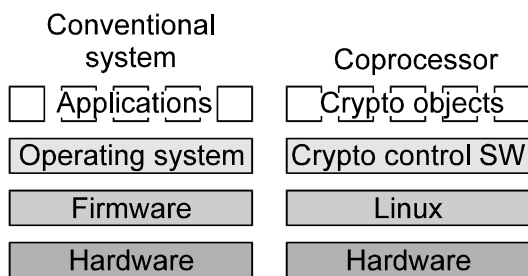 Conventional
system
Applications
Operating system
Firmware
Hardware
Coprocessor
Crypto objects
Crypto control SW
Linux
Hardware